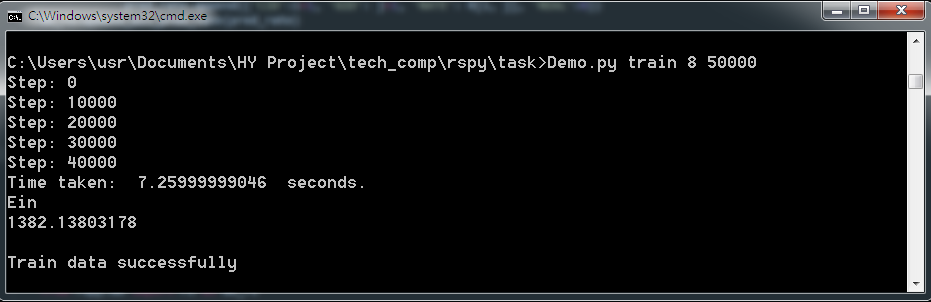 C:\Windows\system32\cmd.exe
C:\Users\usr\Documents\HY Project\tech_comp\rspy\task>Demo.py train 8 50000
Step: 0
Step: 10000
Step: 20000
Step: 30000
Step: 40000
Time taken:  7.25999999046  seconds.
Ein
1382.13803178
Train data successfully